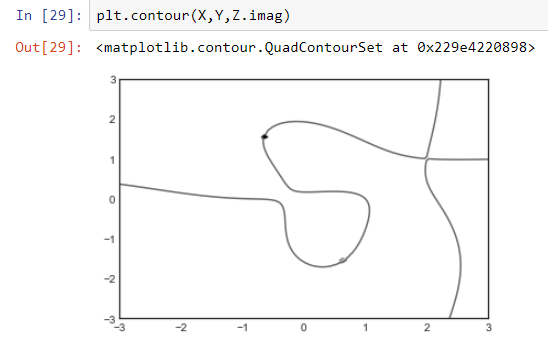 In [29]: plt.contour(X,Y,Z.imag)
Out[29]: <matplotlib.contour.QuadContourSet at 0x229e4220898>
3
2
1
0
−1
−2
−3
−3 −2 −1 0 1 2 3